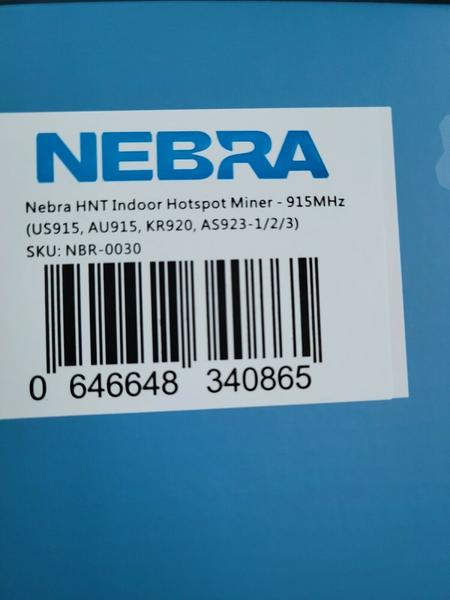 NEBRA
Nebra HNT Indoor Hotspot Miner - 915MHz
(US915, AU915, KR920, AS923-1/2/3)
SKU: NBR-0030
0 646648 340865